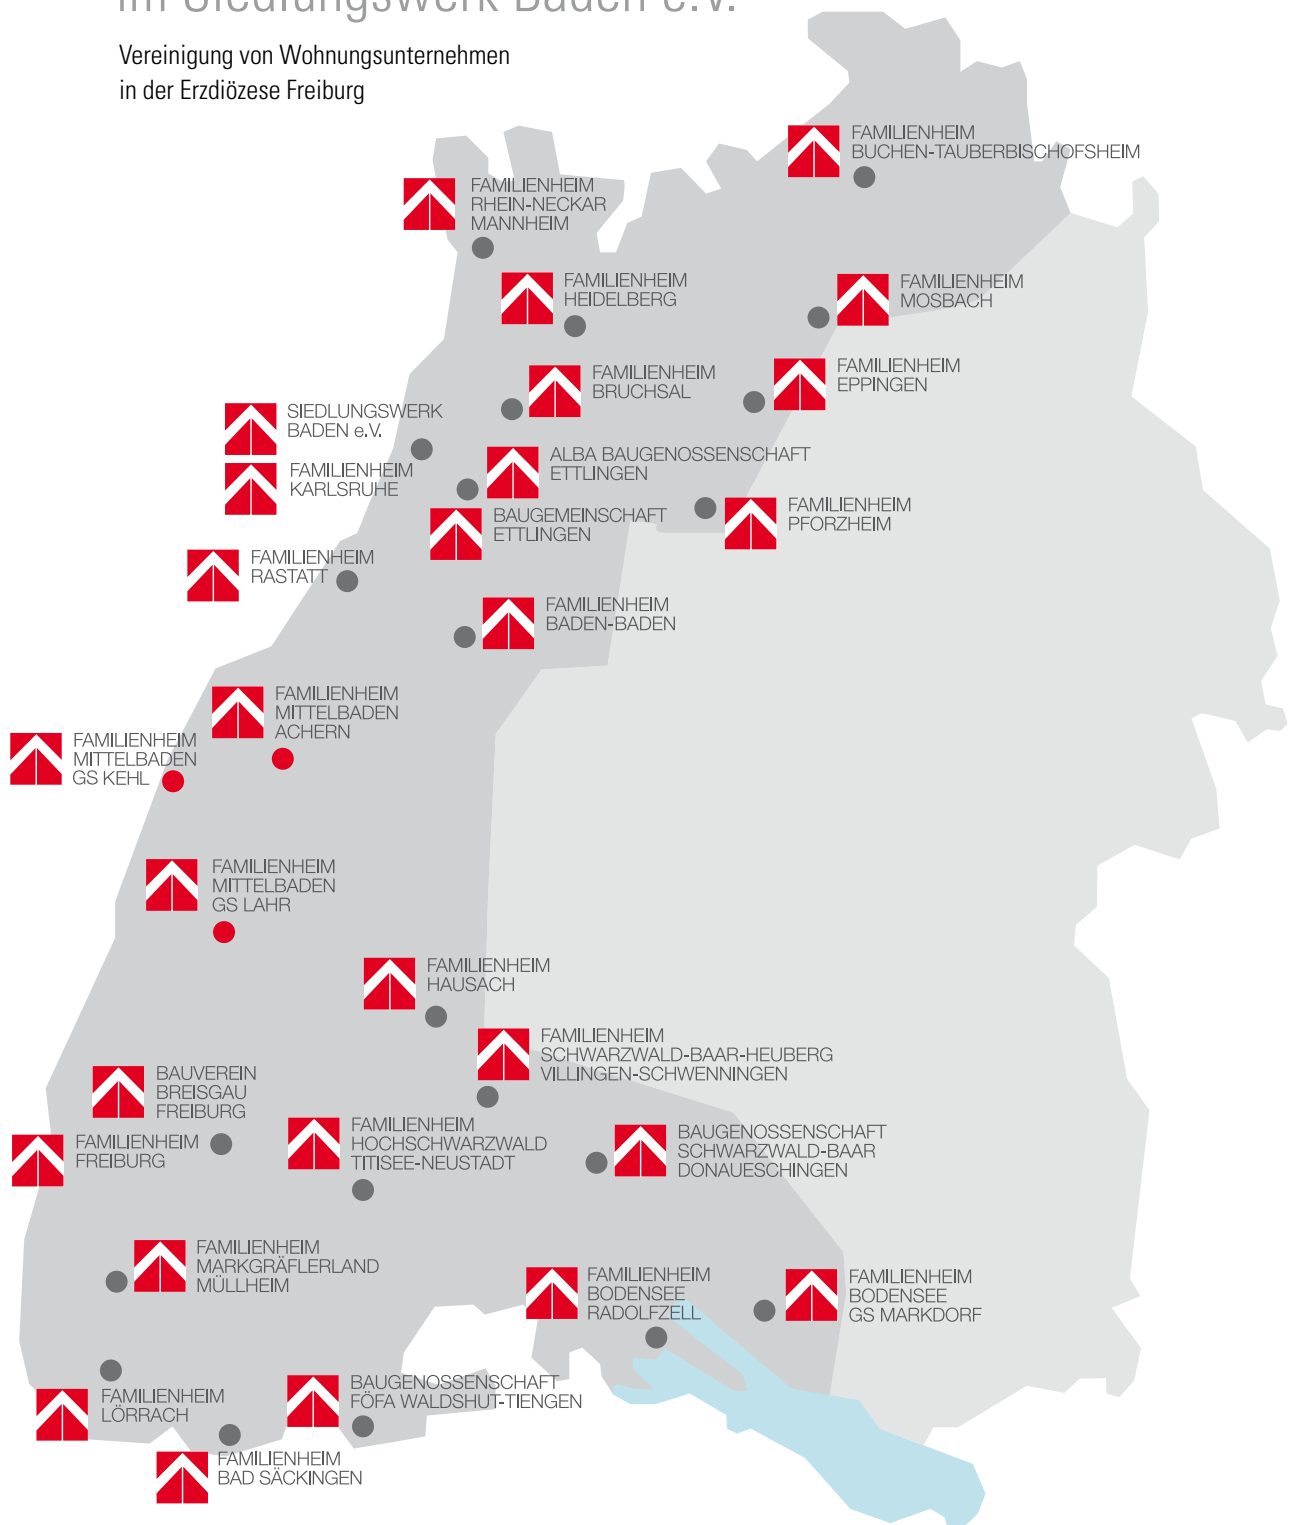 im Siedlungswerk Baden e.V.
Vereinigung von Wohnungsunternehmen
in der Erzdiözese Freiburg
FAMILIENHEIM
BUCHEN-TAUBERBISCHOFSHEIM
FAMILIENHEIM
RHEIN-NECKAR
MANNHEIM
FAMILIENHEIM
HEIDELBERG
FAMILIENHEIM
MOSBACH
FAMILIENHEIM
BRUCHSAL
FAMILIENHEIM
EPPINGEN
SIEDLUNGSWERK
BADEN e.V.
FAMILIENHEIM
KARLSRUHE
ALBA BAUGENOSSENSCHAFT
ETTLINGEN
BAUGEMEINSCHAFT
ETTLINGEN
FAMILIENHEIM
PFORZHEIM
FAMILIENHEIM
RASTATT
FAMILIENHEIM
BADEN-BADEN
FAMILIENHEIM
MITTELBADEN
ACHERN
FAMILIENHEIM
MITTELBADEN
GS KEHL
FAMILIENHEIM
MITTELBADEN
GS LAHR
FAMILIENHEIM
HAUSACH
FAMILIENHEIM
SCHWARZWALD-BAAR-HEUBERG
VILLINGEN-SCHWENNINGEN
BAUVEREIN
BREISGAU
FREIBURG
FAMILIENHEIM
FREIBURG
FAMILIENHEIM
HOCHSCHWARZWALD
TITISEE-NEUSTADT
BAUGENOSSENSCHAFT
SCHWARZWALD-BAAR
DONAUESCHINGEN
FAMILIENHEIM
MARKGRÄFLERLAND
MÜLLHEIM
FAMILIENHEIM
BODENSEE
RADOLFZELL
FAMILIENHEIM
BODENSEE
GS MARKDORF
FAMILIENHEIM
LÖRRACH
BAUGENOSSENSCHAFT
FÖFA WALDSHUT-TIENGEN
FAMILIENHEIM
BAD SÄCKINGEN